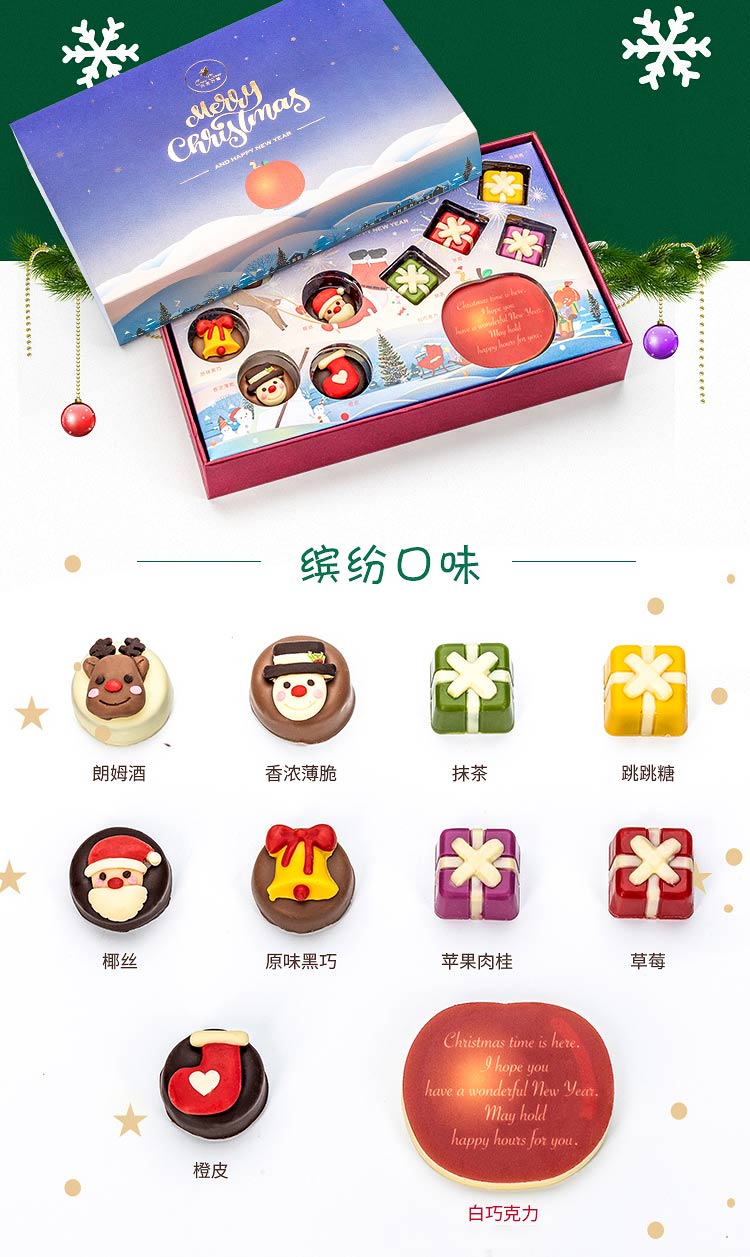 Merry
Christmas
AND HAPPY NEW YEAR
NEW YEAR
Christmas time is here.
I hope you
have a wonderful New Year.
May hold
happy hours for you.
缤纷口味
朗姆酒
香浓薄脆
抹茶
跳跳糖
椰丝
原味黑巧
苹果肉桂
草莓
Christmas time is here.
I hope you
have a wonderful New Year.
May hold
happy hours for you.
橙皮
白巧克力